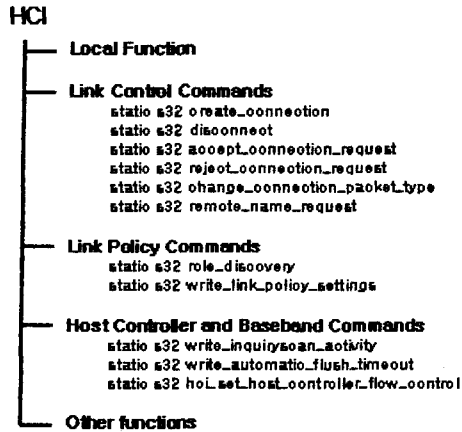 HCI
Local Function
Link Control Commands
static s32 create_connection
static s32 disconnect
static s32 accept_connection_request
static s32 reject_connection_request
static s32 change_connection_packet_type
static s32 remote_name_request
Link Policy Commands
static s32 role_discovery
static s32 write_link_policy_settings
Host Controller and Baseband Commands
static s32 write_inquiryscan_activity
static s32 write_automatic_flush_timeout
static s32 hci_set_host_controller_flow_control
Other functions